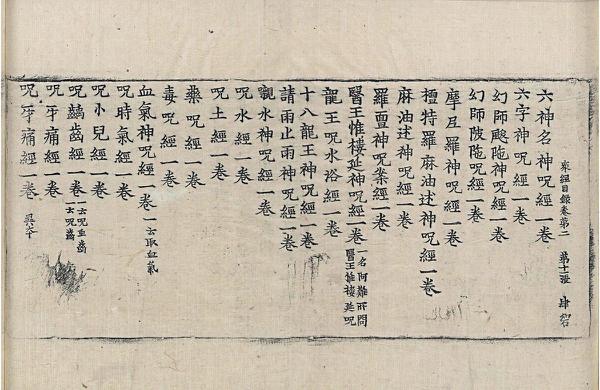 眾經目錄卷第二 第十一張 肆 
六神名神呪經一卷
六字神呪經一卷
幻師颰陁神呪經一卷
幻師陂陁呪經一卷
摩尼羅神呪經一卷
檀特羅麻油述神呪經一卷
麻油述神呪經一卷
羅亶神呪案經一卷
醫王惟樓延神呪經一卷 一名阿難所問醫王惟樓延呪
龍王呪水浴經一卷
十八龍王神呪經一卷
請雨止雨神呪經一卷
觀水神呪經一卷
呪水經一卷
呪土經一卷
藥呪經一卷
毒呪經一卷
血氣神呪經一卷 一云取血氣
呪時氣經一卷
呪小兒經一卷
呪齲齒經一卷 一云呪虫齒 一云呪齒
呪牙痛經一卷
呪牙痛經一卷 異本